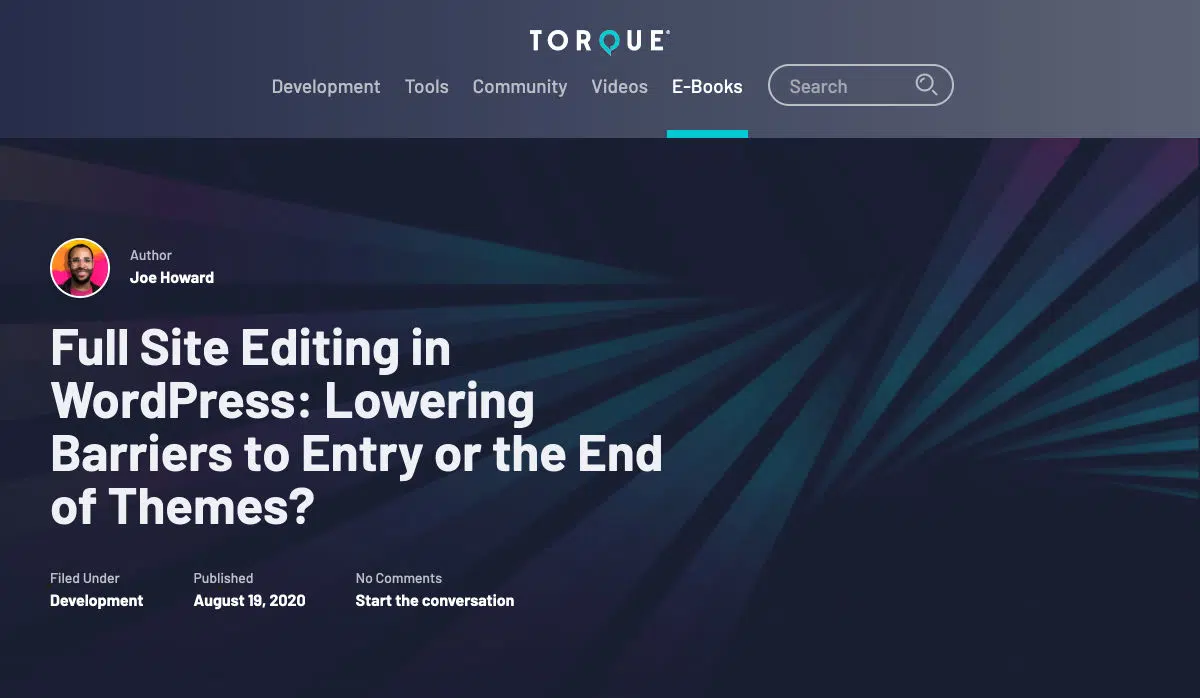 TORQUE
Development Tools Community Videos E-Books Search
Author
Joe Howard
Full Site Editing in
WordPress: Lowering
Barriers to Entry or the End
of Themes?
Filed Under Published No Comments
Development August 19, 2020 Start the conversation